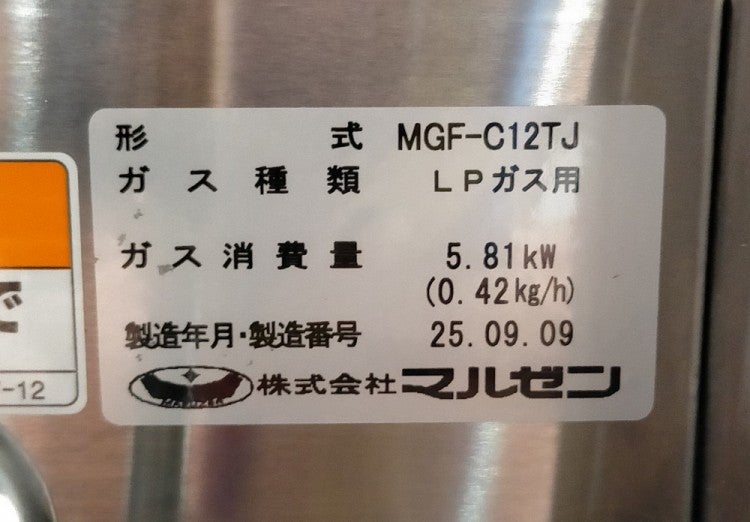 形式 MGF-C12TJ
ガス種類 LPガス用
ガス消費量 5.81kW
(0.42kg/h)
製造年月・製造番号 25.09.09
MARUZEN 株式会社マルゼン
で
-12